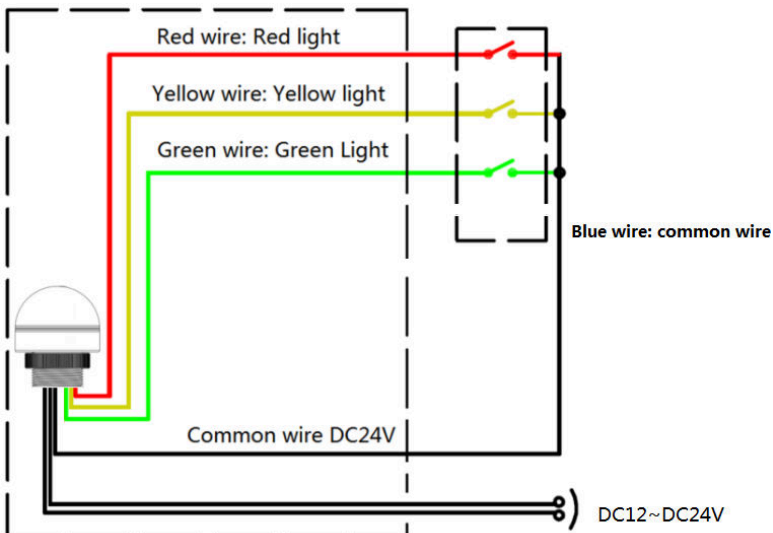 Red wire: Red light
Yellow wire: Yellow light
Green wire: Green Light
Blue wire: common wire
Common wire DC24V
DC12~DC24V